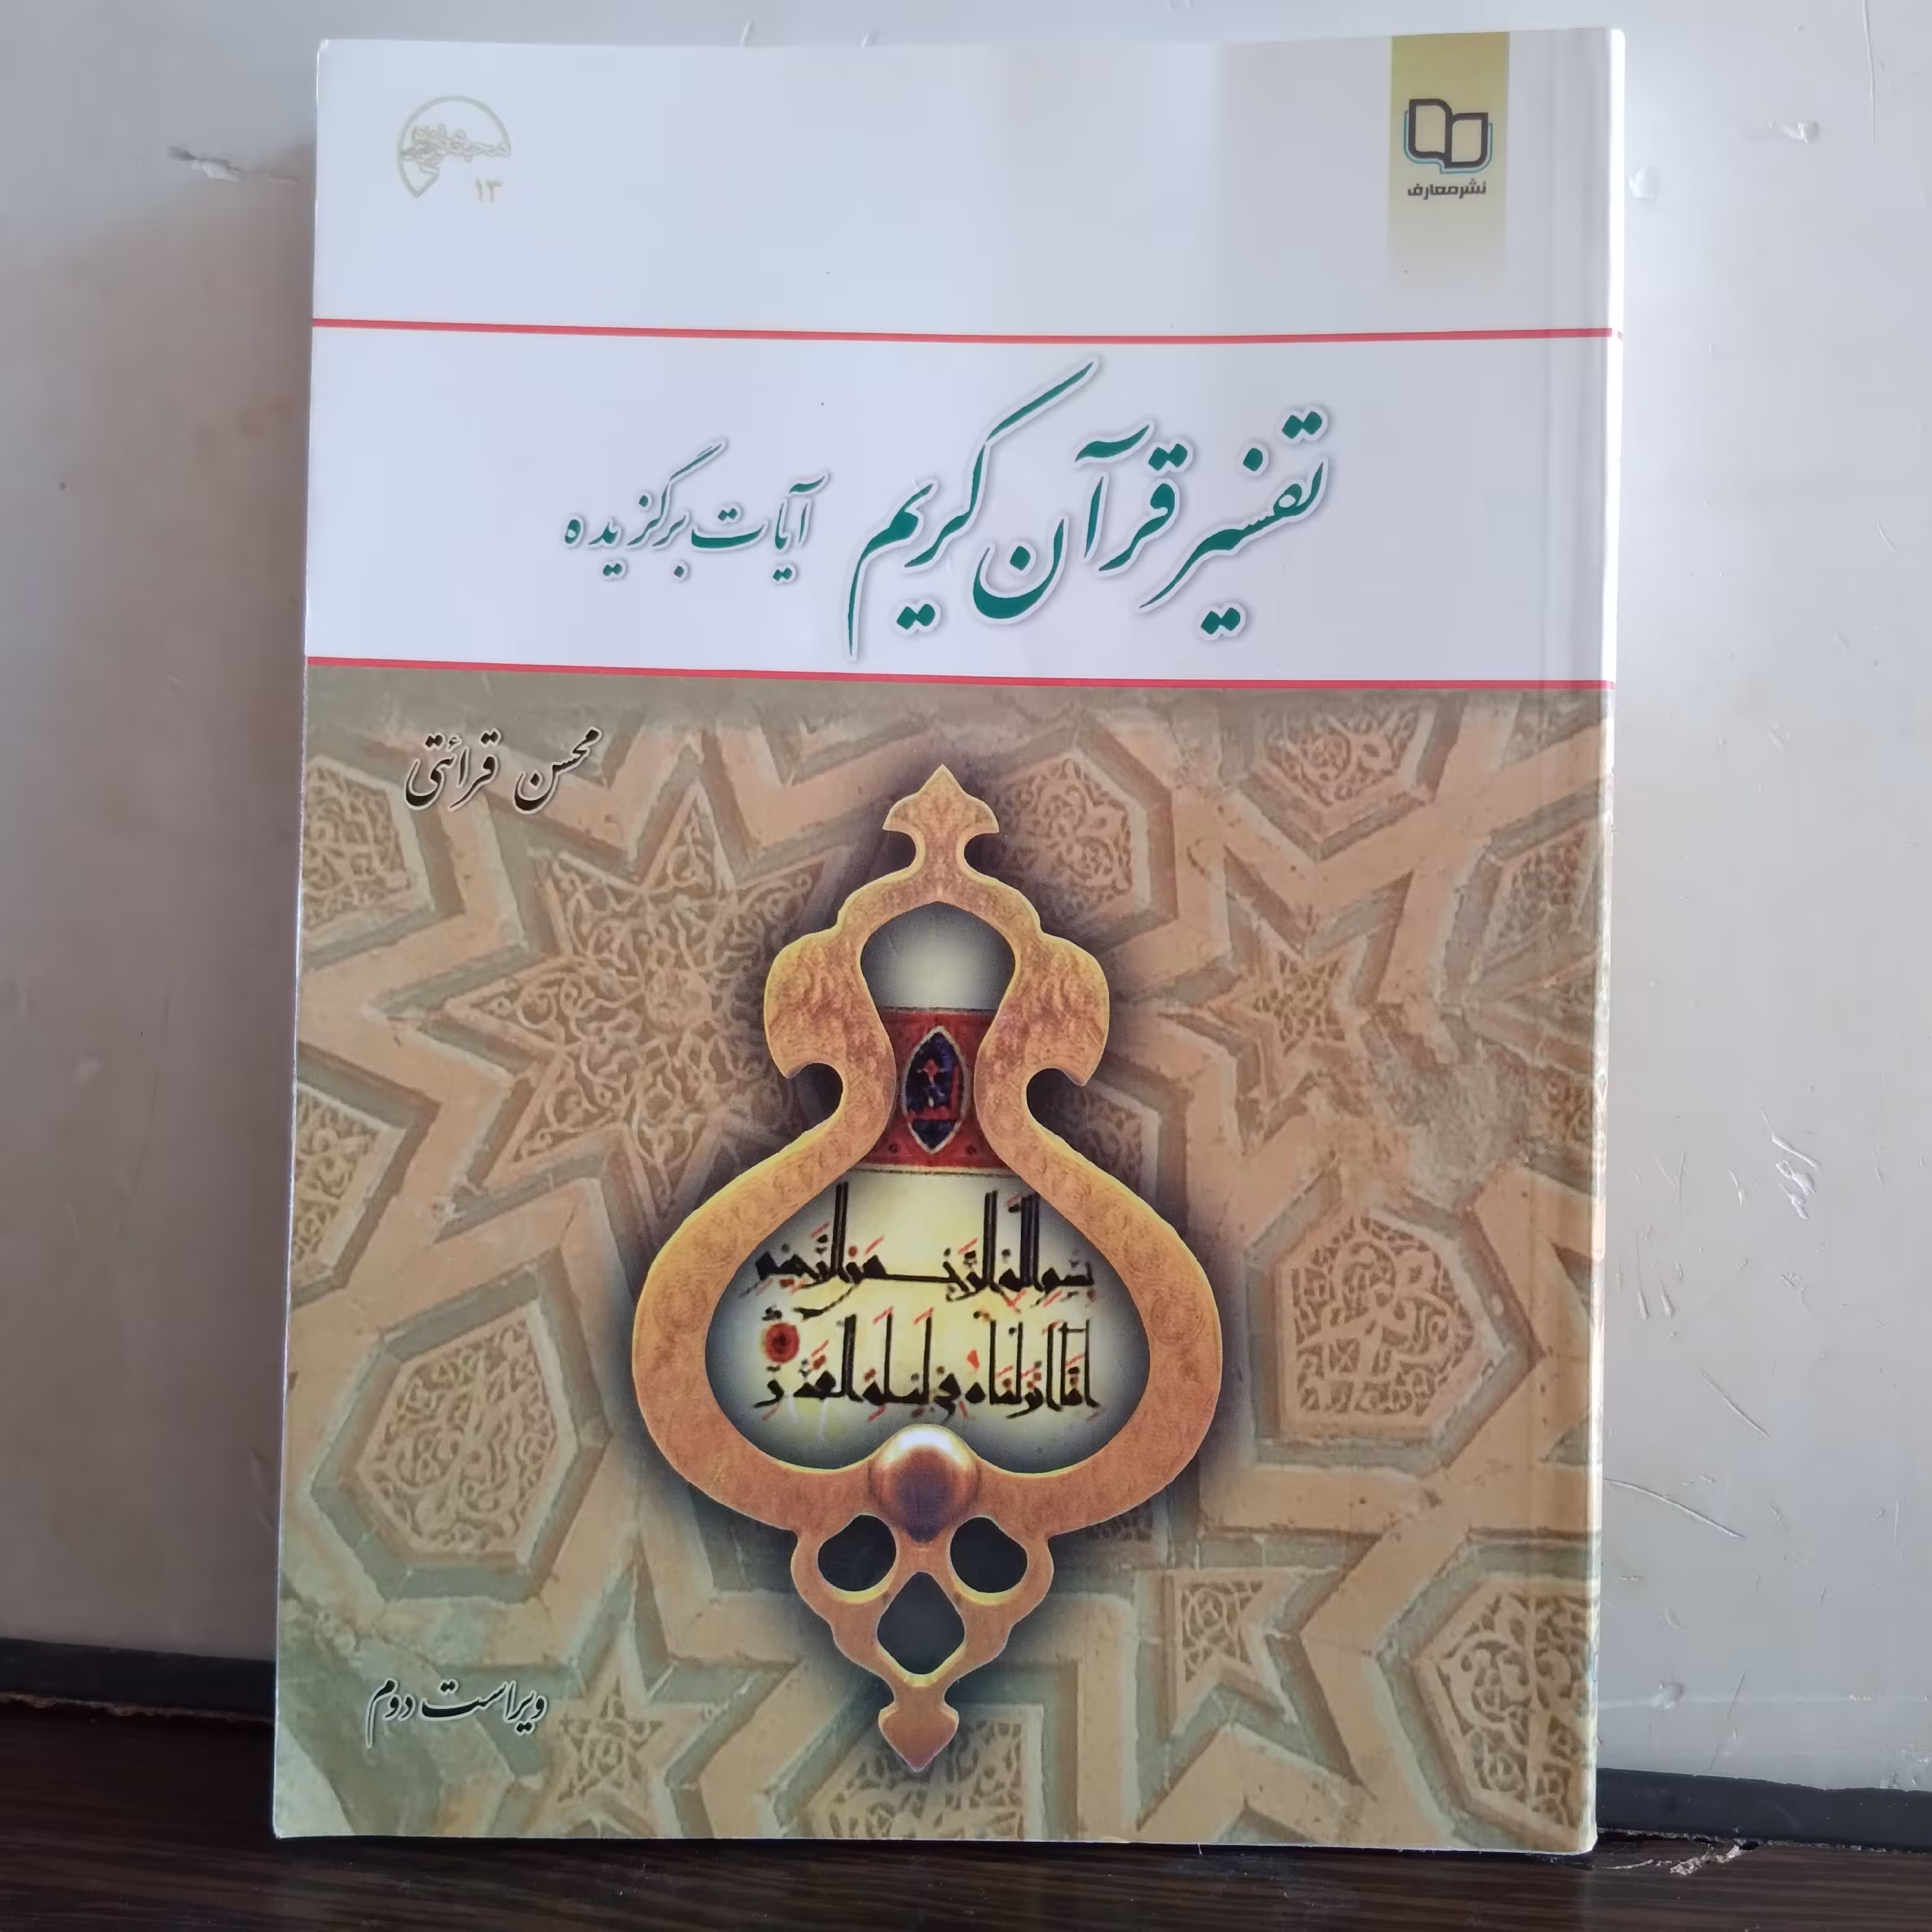 نشر معارف
۱۳
تفسیر قرآن کریم
آیات برگزیده
محسن قرائتی
بسم الله الرحمن الرحیم
انا انزلناه فی لیلة القدر
ویراست دوم